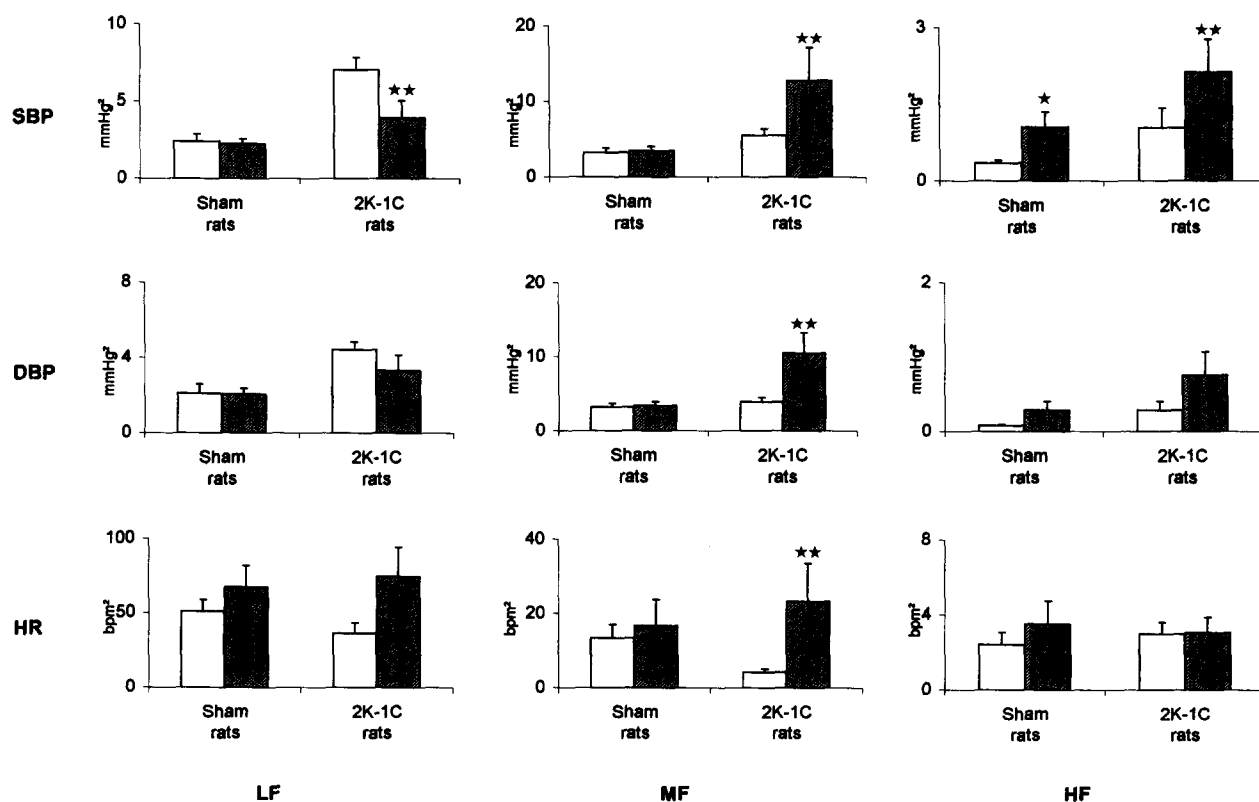 10
5
0
mmHg²
SBP
★★
Sham
rats
2K-1C
rats
20
10
0
mmHg²
★★
Sham
rats
2K-1C
rats
3
0
mmHg²
★
★★
Sham
rats
2K-1C
rats
8
4
0
mmHg²
DBP
Sham
rats
2K-1C
rats
20
10
0
mmHg²
★★
Sham
rats
2K-1C
rats
2
0
mmHg²
Sham
rats
2K-1C
rats
100
50
0
bpm²
HR
Sham
rats
2K-1C
rats
40
20
0
bpm²
★★
Sham
rats
2K-1C
rats
8
4
0
bpm²
Sham
rats
2K-1C
rats
LF
MF
HF